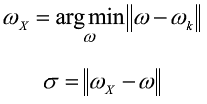 ω_X = arg min_ω ‖ω − ω_k‖
σ = ‖ω_X − ω‖